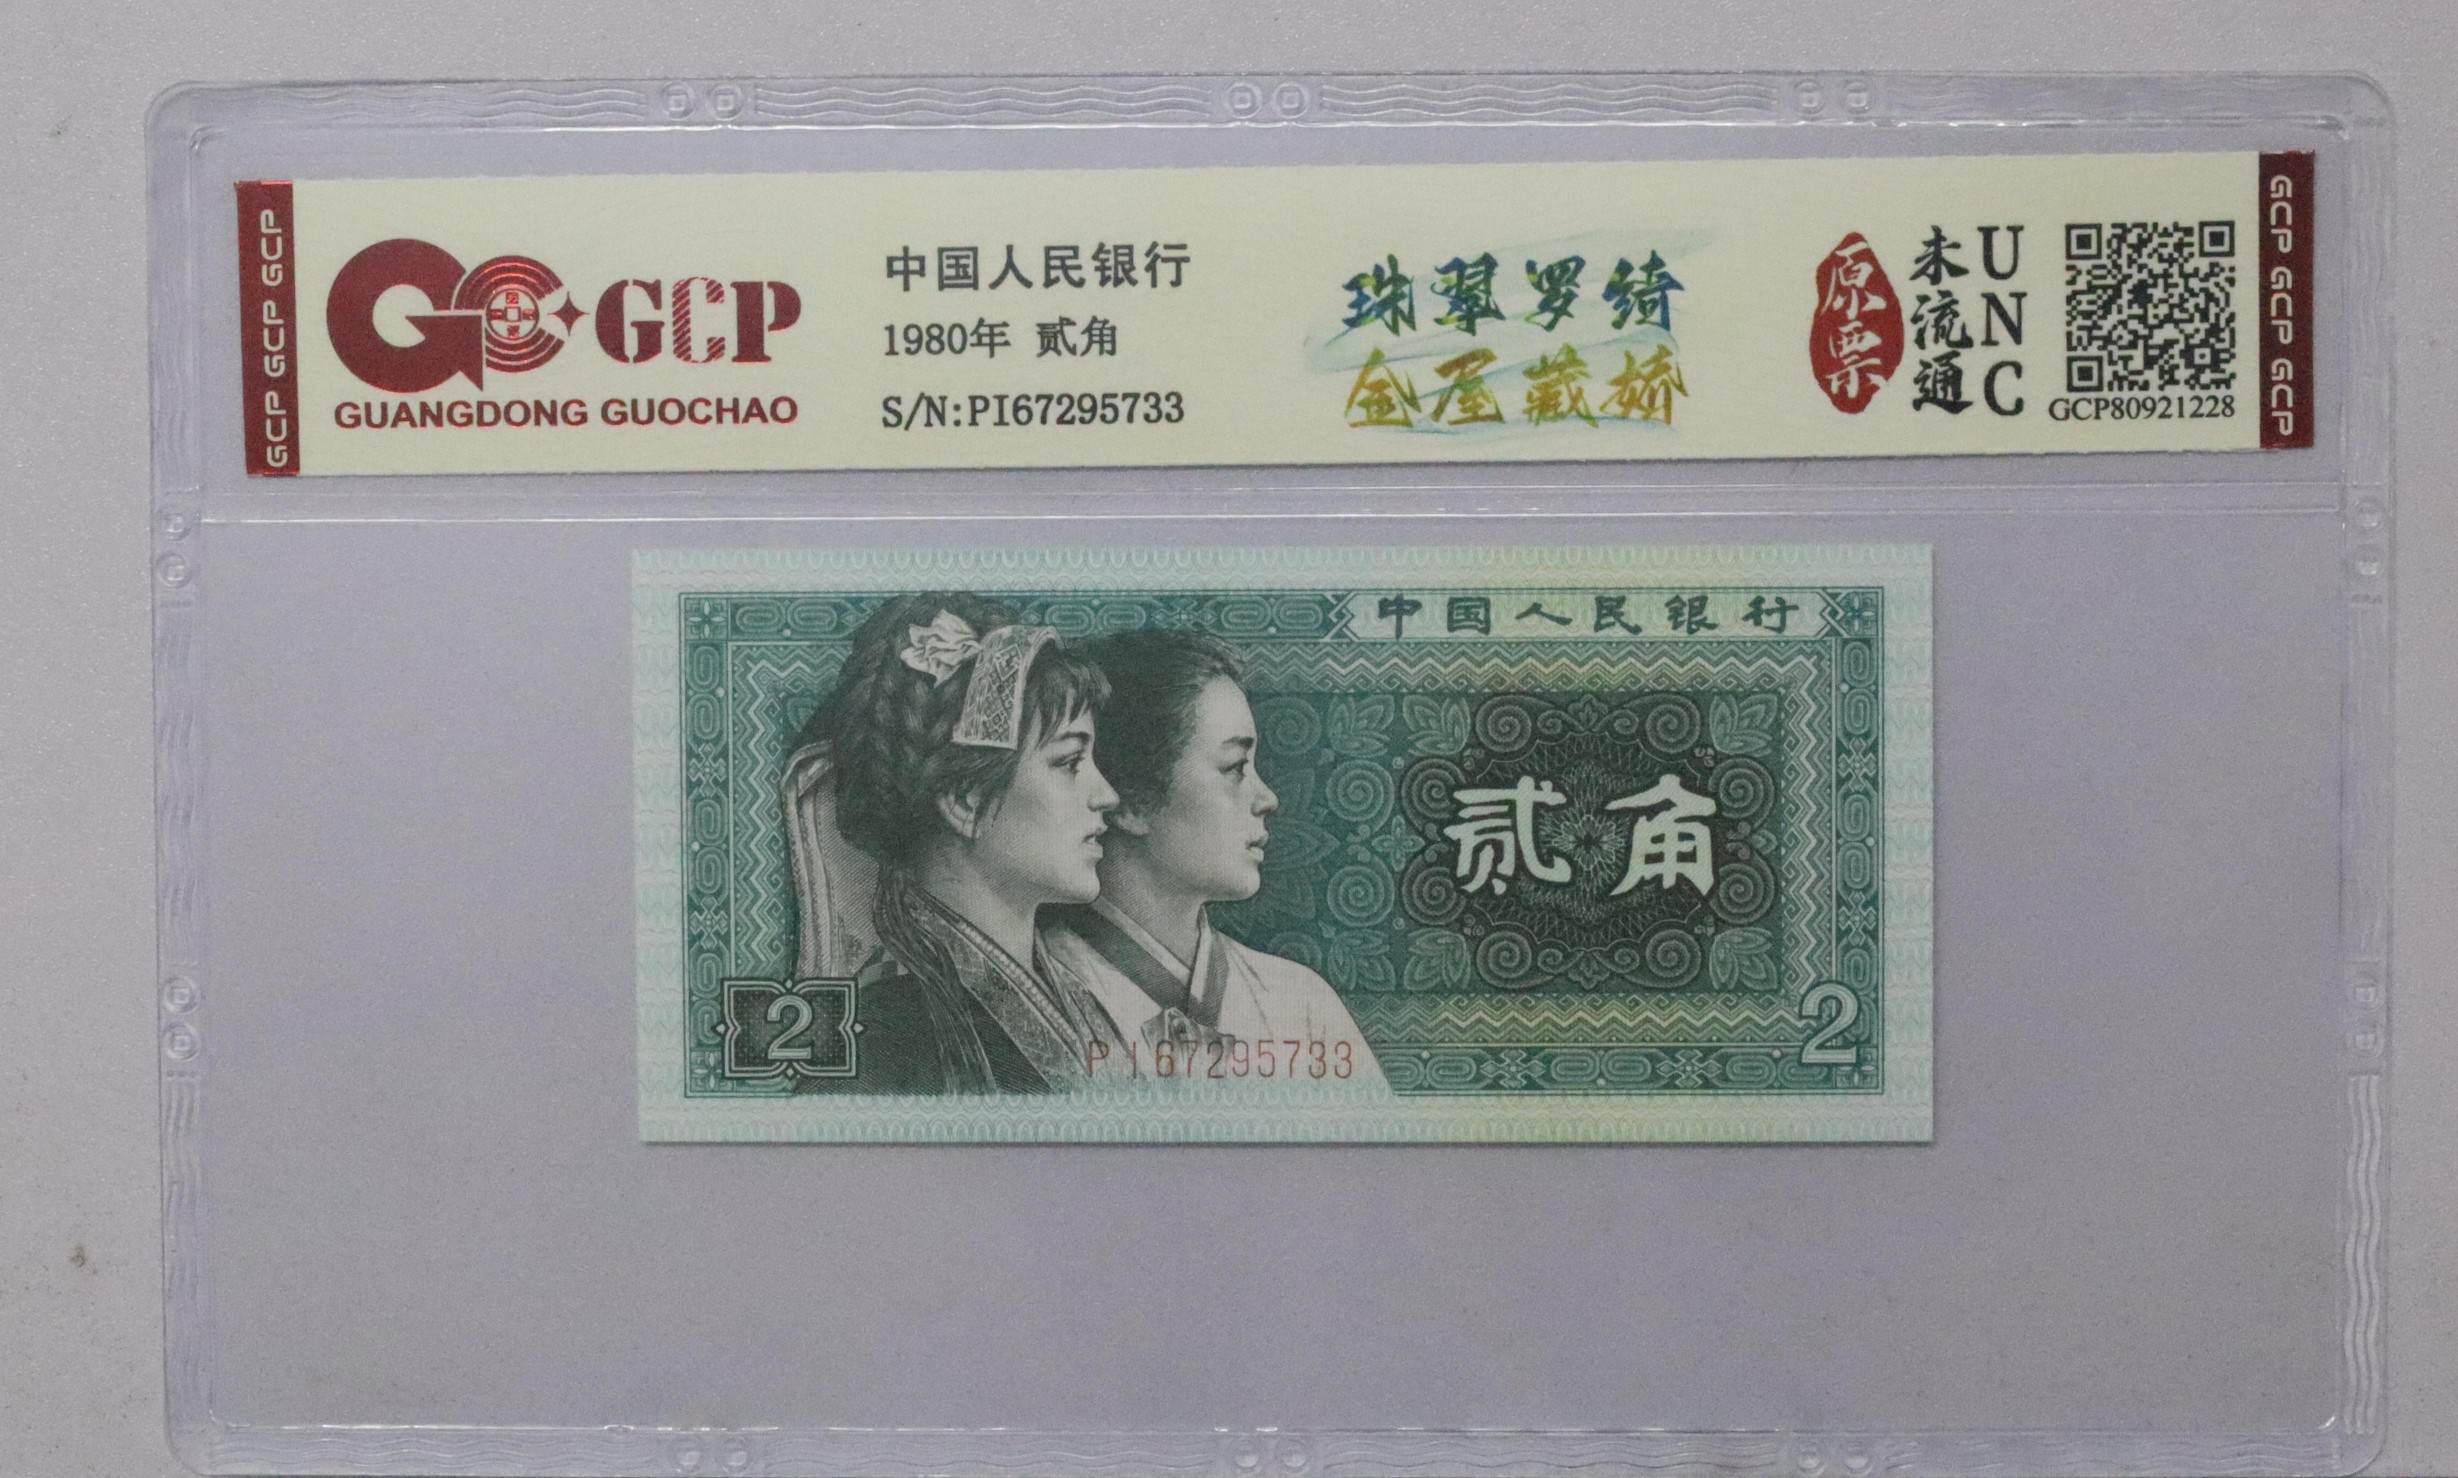 GCP GCP GCP
GCP
GUANGDONG GUOCHAO
中国人民银行
1980年 贰角
S/N:PI67295733
珠翠罗绮
金屋藏娇
原票
未流通
UNC
GCP80921228
GCP GCP GCP
中国人民银行
贰角
2
2
PI67295733